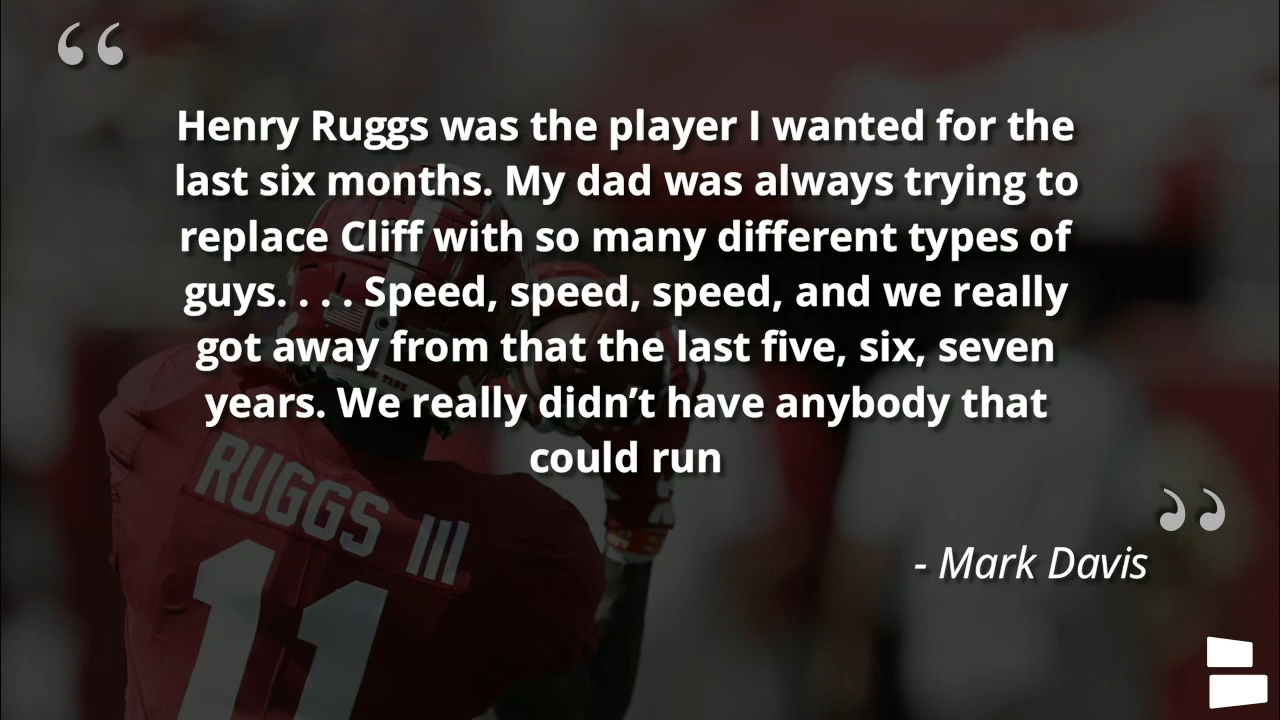 “
Henry Ruggs was the player I wanted for the
last six months. My dad was always trying to
replace Cliff with so many different types of
guys. . . . Speed, speed, speed, and we really
got away from that the last five, six, seven
years. We really didn’t have anybody that
could run
”
- Mark Davis
RUGGS III
11